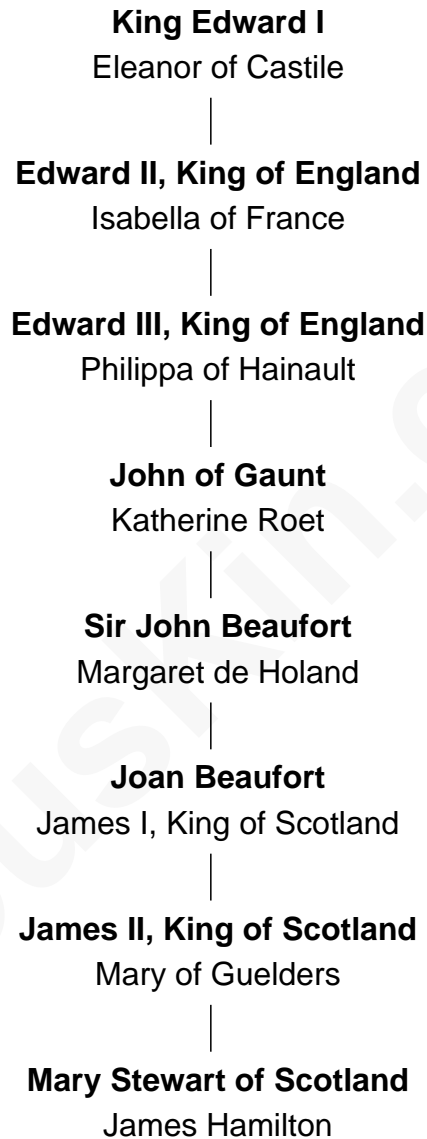 King Edward I
Eleanor of Castile
Edward II, King of England
Isabella of France
Edward III, King of England
Philippa of Hainault
John of Gaunt
Katherine Roet
Sir John Beaufort
Margaret de Holand
Joan Beaufort
James I, King of Scotland
James II, King of Scotland
Mary of Guelders
Mary Stewart of Scotland
James Hamilton